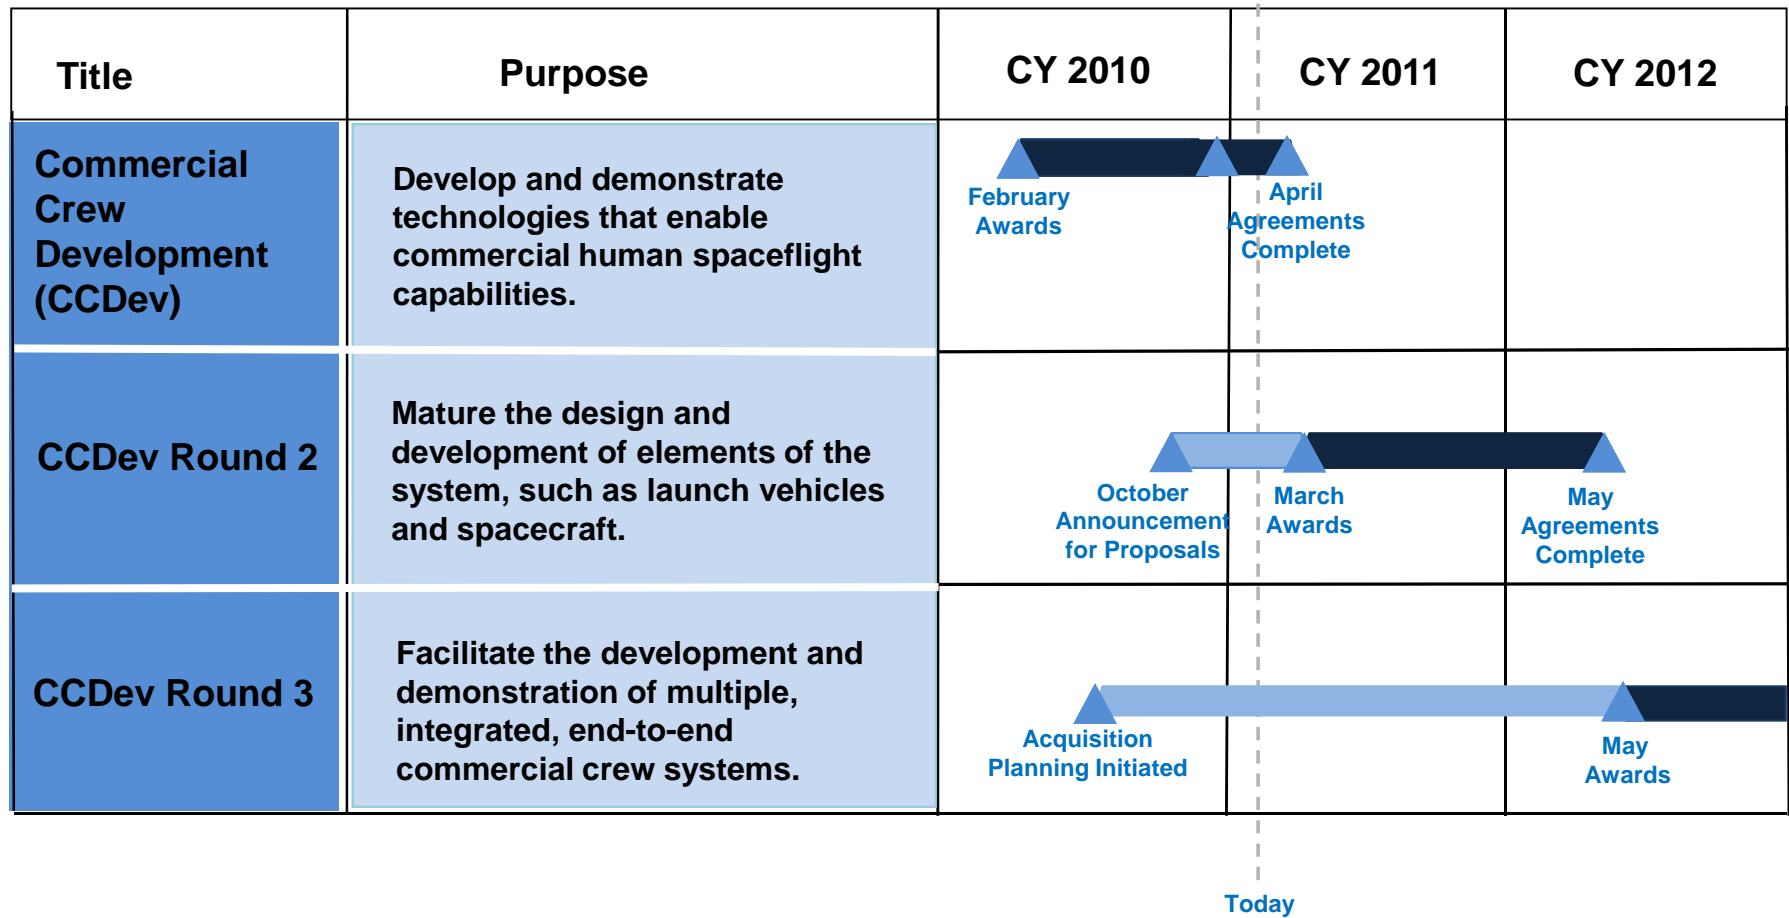 Title
Purpose
CY 2010
CY 2011
CY 2012
Commercial
Crew
Development
(CCDev)
Develop and demonstrate
technologies that enable
commercial human spaceflight
capabilities.
February
Awards
April
Agreements
Complete
CCDev Round 2
Mature the design and
development of elements of the
system, such as launch vehicles
and spacecraft.
October
Announcement
for Proposals
March
Awards
May
Agreements
Complete
CCDev Round 3
Facilitate the development and
demonstration of multiple,
integrated, end-to-end
commercial crew systems.
Acquisition
Planning Initiated
May
Awards
Today